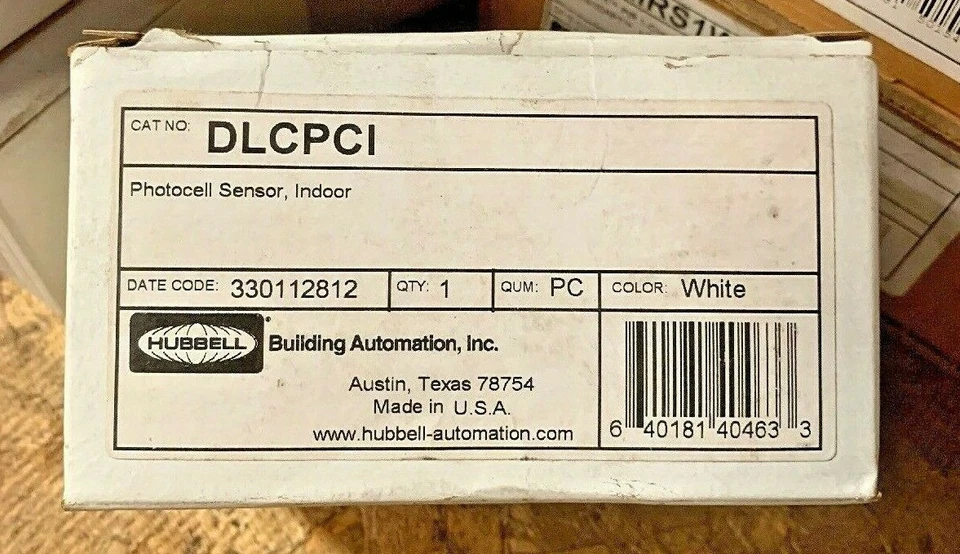 CAT NO: DLCPCI
Photocell Sensor, Indoor
DATE CODE: 330112812 QTY: 1 QUM: PC COLOR: White
HUBBELL Building Automation, Inc.
Austin, Texas 78754
Made in U.S.A.
www.hubbell-automation.com
6 40181 40463 3